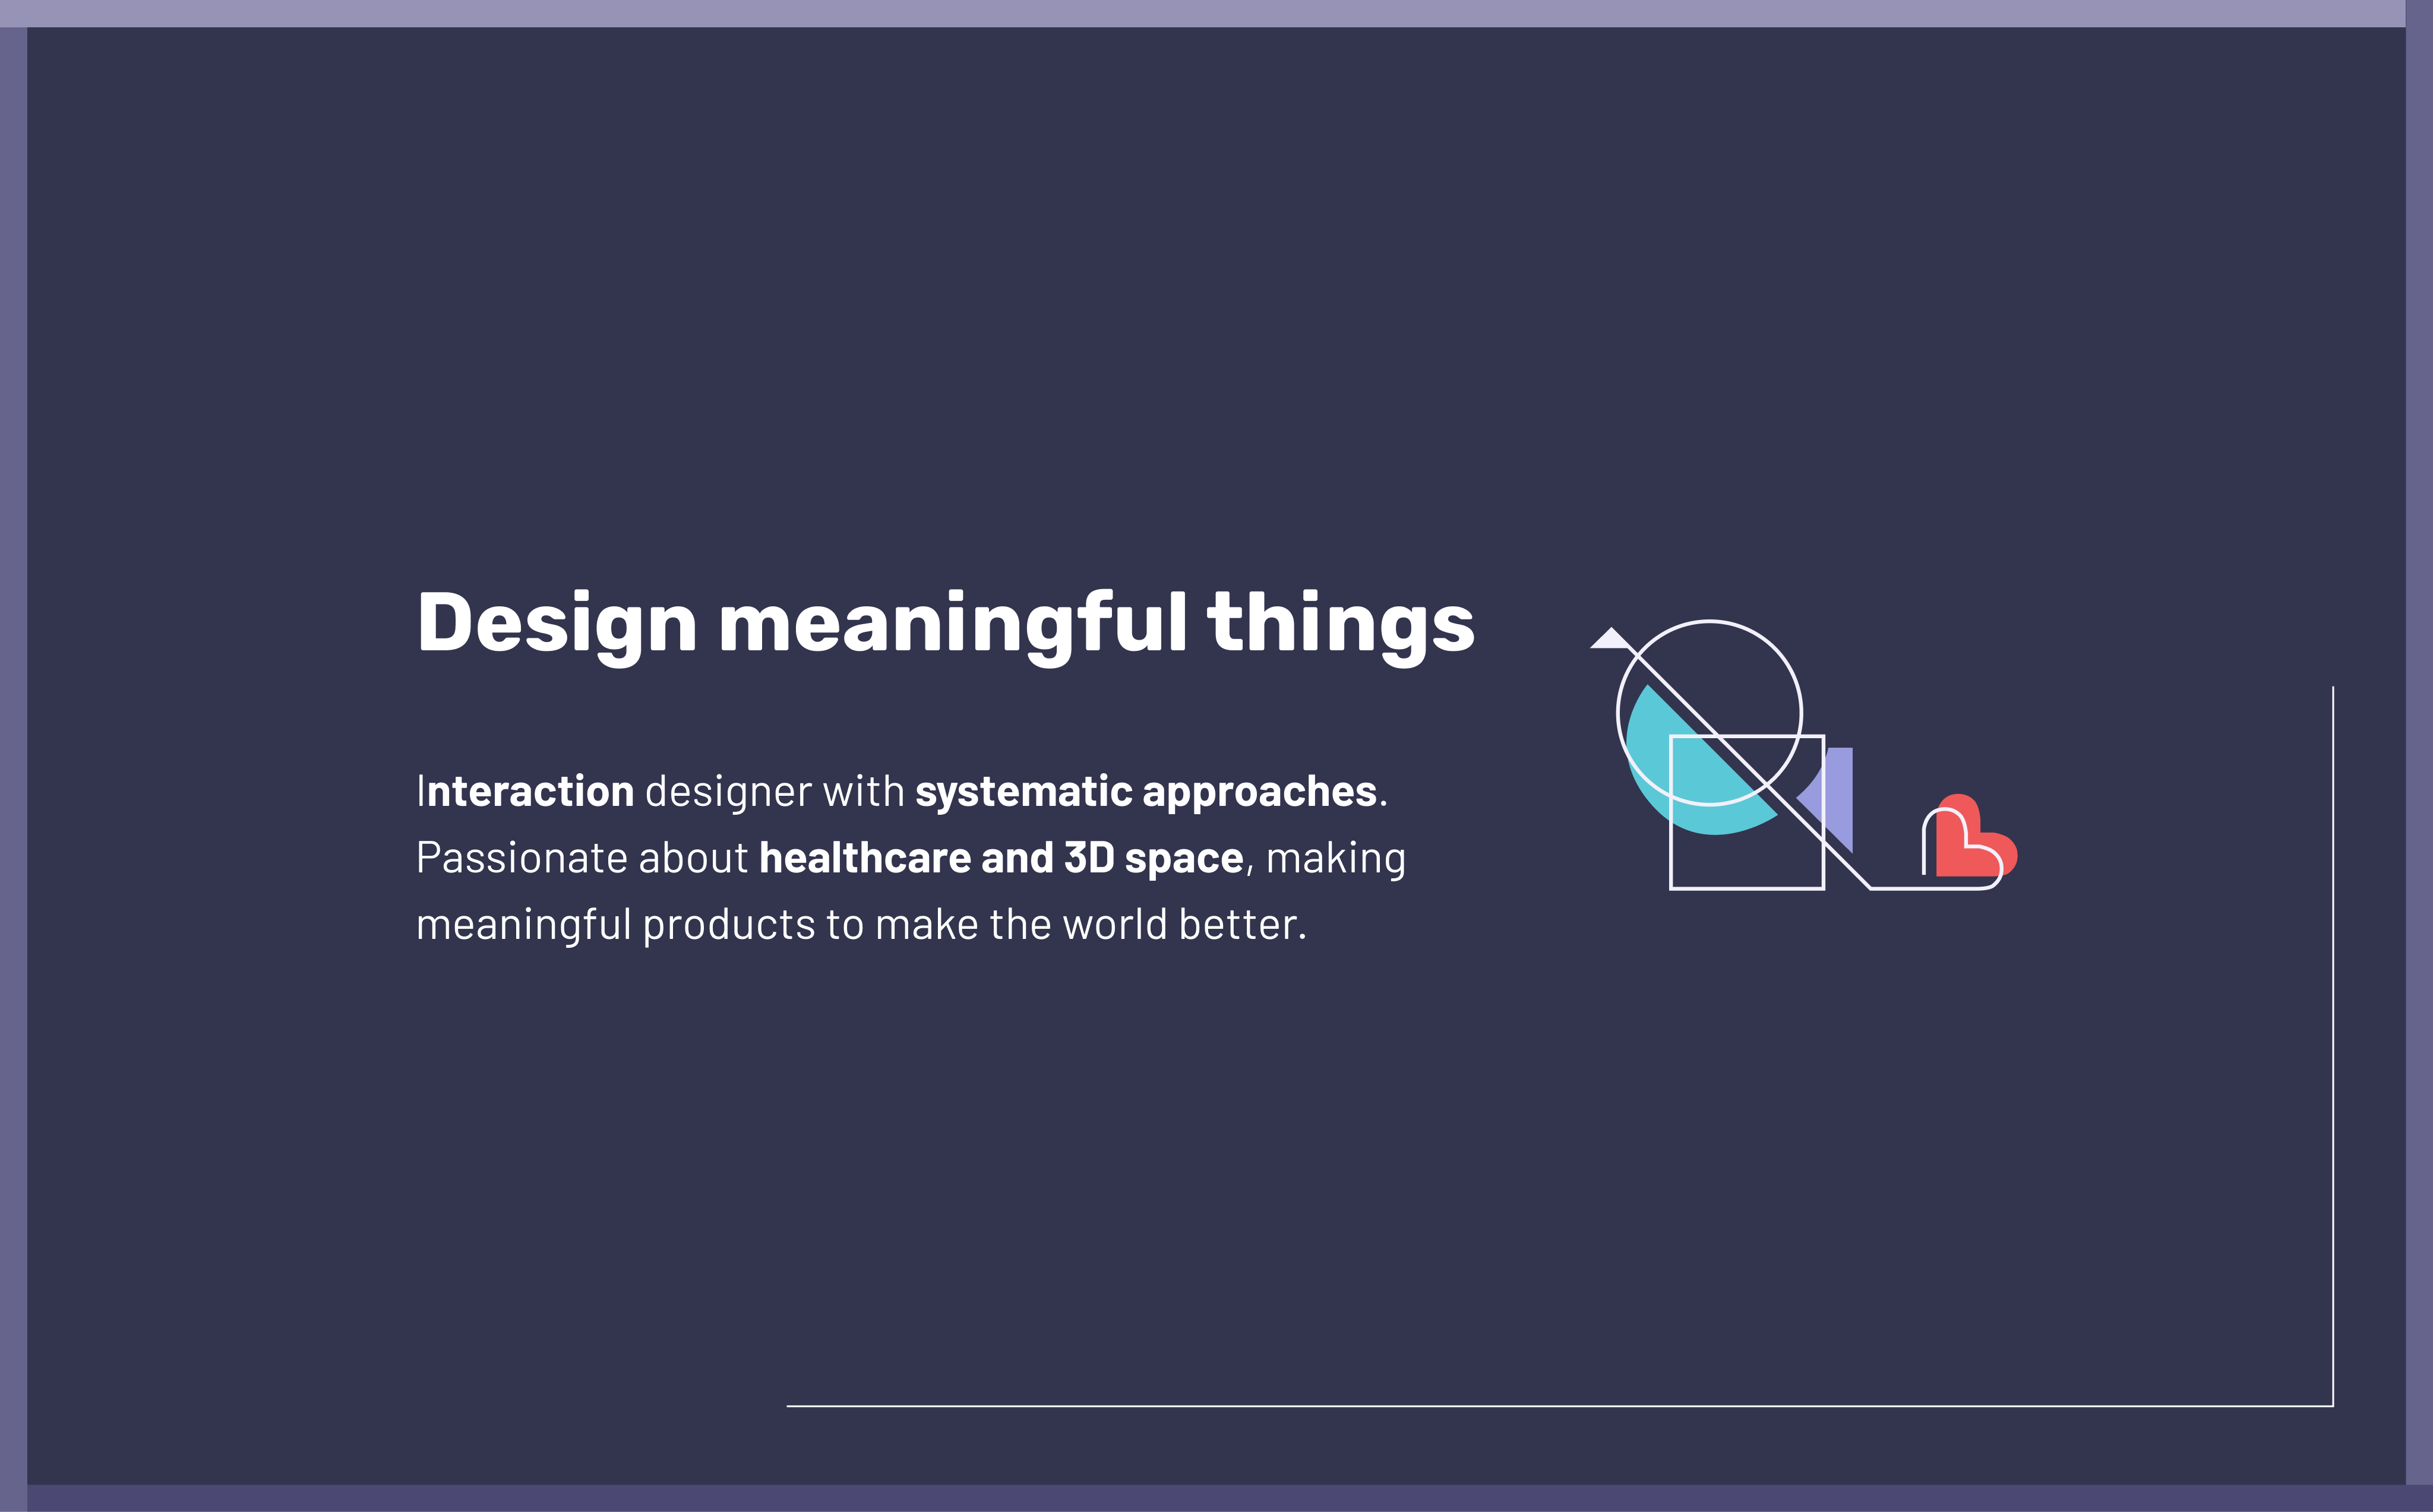 Design meaningful things
Interaction designer with systematic approaches.
Passionate about healthcare and 3D space, making
meaningful products to make the world better.